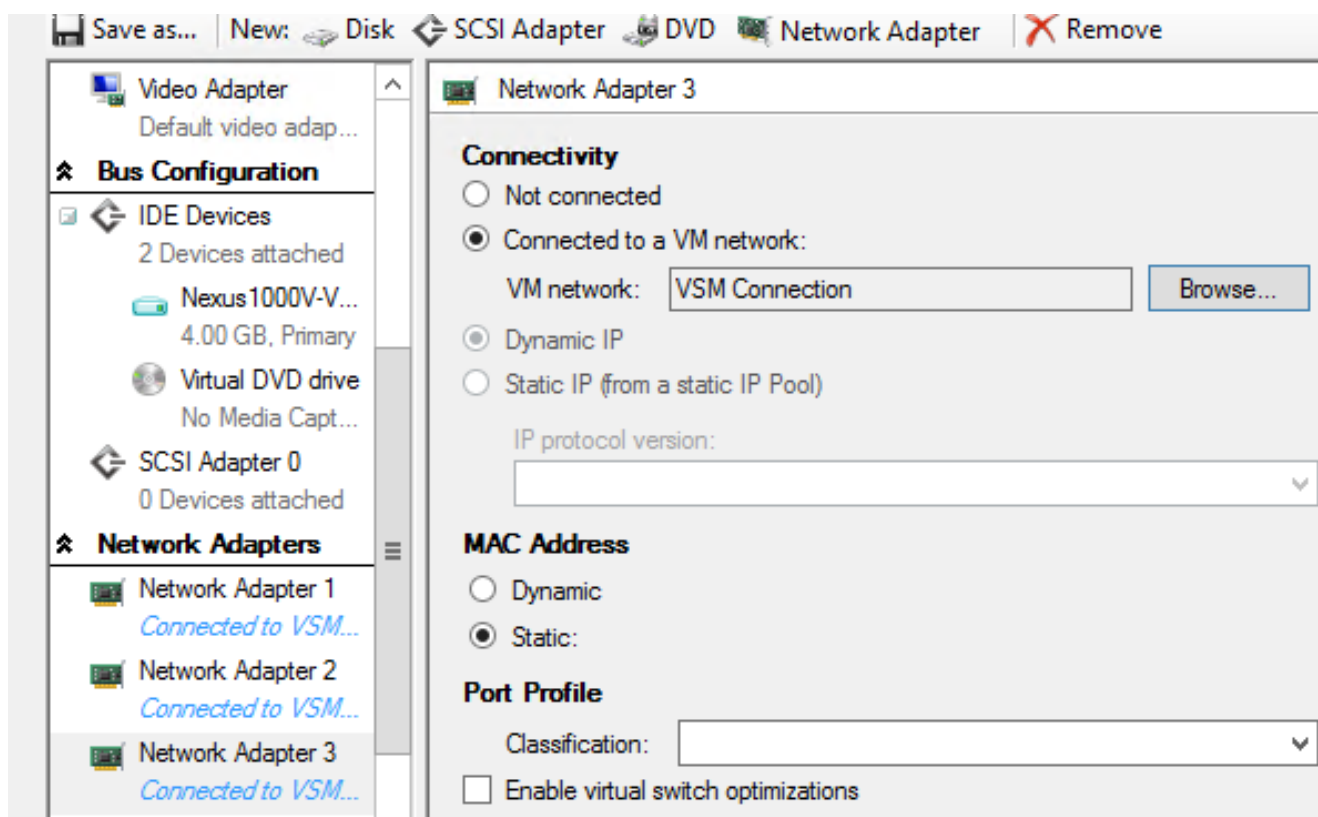 Save as... New: Disk SCSI Adapter DVD Network Adapter Remove
Video Adapter
Default video adap...
Bus Configuration
IDE Devices
2 Devices attached
Nexus1000V-V...
4.00 GB, Primary
Virtual DVD drive
No Media Capt...
SCSI Adapter 0
0 Devices attached
Network Adapters
Network Adapter 1
Connected to VSM...
Network Adapter 2
Connected to VSM...
Network Adapter 3
Connected to VSM...
Network Adapter 3
Connectivity
Not connected
Connected to a VM network:
VM network: VSM Connection Browse...
Dynamic IP
Static IP (from a static IP Pool)
IP protocol version:
MAC Address
Dynamic
Static:
Port Profile
Classification:
Enable virtual switch optimizations